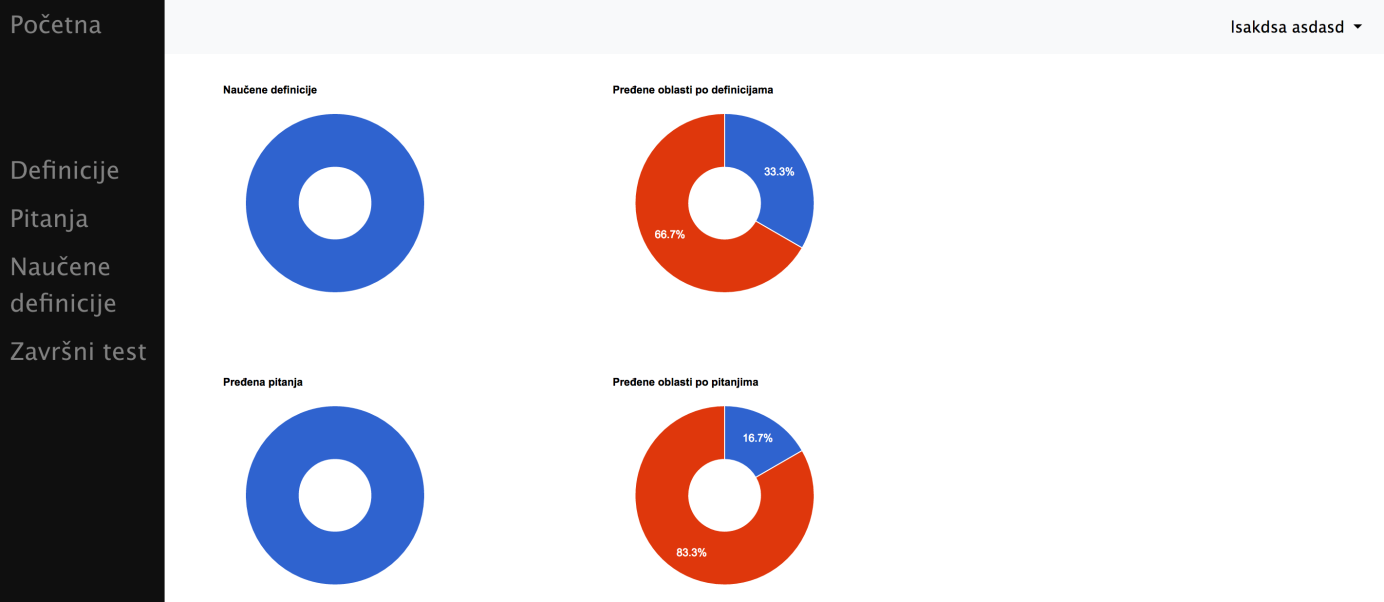 Početna
Isakdsa asdasd
Definicije
Pitanja
Naučene
definicije
Završni test
Naučene definicije
Pređene oblasti po definicijama
33.3%
66.7%
Pređena pitanja
Pređene oblasti po pitanjima
16.7%
83.3%